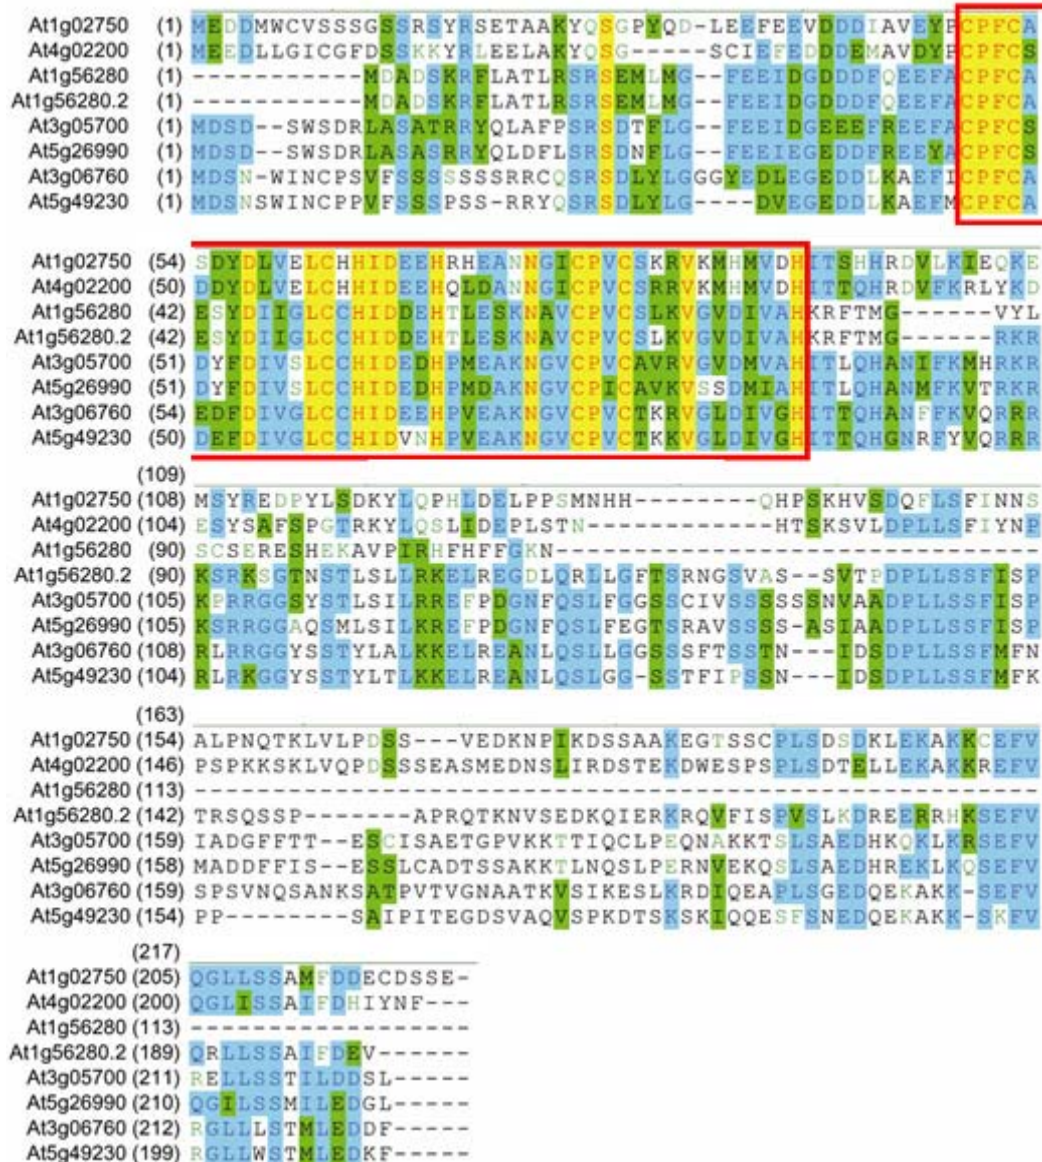 At1g02750 (1) MEDDMWCVSSSGSSRSYRSETAAKYQSGPYQD-LEEFEEVDDDIAVEYPCPFCA
At4g02200 (1) MEEDLLGICGFDSSKKYRLEELAKYQSG-----SCIEFEDDDEMAVDYPCPFCS
At1g56280 (1) -----------MDADSKRFLATLRSRSEMLMG--FEEIDGDDDFQEEFACPFCA
At1g56280.2 (1) -----------MDADSKRFLATLRSRSEMLMG--FEEIDGDDDFQEEFACPFCA
At3g05700 (1) MDSD--SWSDRLASATRRYQLAFPSRSDTFLG--FEEIDGEEEFREEFACPFCS
At5g26990 (1) MDSD--SWSDRLASASRRYQLDFLSRSDNFLG--FEEIEGEDDFREEYACPFCS
At3g06760 (1) MDSN-WINCPSVFSSSSSSSRRCQSRSDLYLGGGYEDLEGEDDLKAEFICPFCA
At5g49230 (1) MDSNSWINCPPVFSSSPSS-RRYQSRSDLYLG----DVEGEDDLKAEFMCPFCA
At1g02750 (54) SDYDLVELCHHIDEEHRHEANNGICPVCSKRVKMHMVDHITSHHRDVLKIEQKE
At4g02200 (50) DDYDLVELCHHIDEEHQLDANNGICPVCSRRVKMHMVDHITTQHRDVFKRLYKD
At1g56280 (42) ESYDIIGLCCHIDDEHTLESKNAVCPVCSLKVGVDIVAHKRFTMG------VYL
At1g56280.2 (42) ESYDIIGLCCHIDDEHTLESKNAVCPVCSLKVGVDIVAHKRFTMG------RKR
At3g05700 (51) DYFDIVSLCCHIDEDHPMEAKNGVCPVCAVRVGVDMVAHITLQHANIFKMHRKR
At5g26990 (51) DYFDIVSLCCHIDEDHPMDAKNGVCPICAVKVSSDMIAHITLQHANMFKVTRKR
At3g06760 (54) EDFDIVGLCCHIDEEHPVEAKNGVCPVCTKRVGLDIVGHITTQHANFFKVQRRR
At5g49230 (50) DEFDIVGLCCHIDVNHPVEAKNGVCPVCTKKVGLDIVGHITTQHGNRFYVQRRR
(109)
At1g02750 (108) MSYREDPYLSDKYLQPHLDELPPSMNHH--------QHPSKHVSDQFLSFINNS
At4g02200 (104) ESYSAFSPGTRKYLQSLIDEPLSTN------------HTSKSVLDPLLSFIYNP
At1g56280 (90) SCSERESHEKAVPIRHFHFFGKN-------------------------------
At1g56280.2 (90) KSRKSGTNSTLSLLRKELREGDLQRLLGFTSRNGSVAS--SVTPDPLLSSFISP
At3g05700 (105) KPRRGGSYSTLSILRREFPDGNFQSLFGGSSCIVSSSSSSNVAADPLLSSFISP
At5g26990 (105) KSRRGGAQSMLSILKREFPDGNFQSLFEGTSRAVSSSS-ASIAADPLLSSFISP
At3g06760 (108) RLRRGGYSSTYLALKKELREANLQSLLGGSSSFTSSTN---IDSDPLLSSFMFN
At5g49230 (104) RLRKGGYSSTYLTLKKELREANLQSLGG-SSTFIPSSN---IDSDPLLSSFMFK
(163)
At1g02750 (154) ALPNQTKLVLPDSS---VEDKNPIKDSSAAKEGTSSCPLSDSDKLEKAKKCEFV
At4g02200 (146) PSPKKSKLVQPDSSSEASMEDNSLIRDSTEKDWESPSPLSDTELLEKAKKREFV
At1g56280 (113) ------------------------------------------------------
At1g56280.2 (142) TRSQSSP-------APRQTKNVSEDKQIERKRQVFISPVSLKDREERRHKSEFV
At3g05700 (159) IADGFFTT--ESCISAETGPVKKTTIQCLPEQNAKKTSLSAEDHKQKLKRSEFV
At5g26990 (158) MADDFFIS--ESSLCADTSSAKKTLNQSLPERNVEKQSLSAEDHREKLKQSEFV
At3g06760 (159) SPSVNQSANKSATPVTVGNAATKVSIKESLKRDIQEAPLSGEDQEKAKK-SEFV
At5g49230 (154) PP---------SAIPITEGDSVAQVSPKDTSKSKIQQESFSNEDQEKAKK-SKFV
(217)
At1g02750 (205) QGLLSSAMFDDECDSSE-
At4g02200 (200) QGLISSAIFDHIYNF---
At1g56280 (113) ------------------
At1g56280.2 (189) QRLLSSAIFDEV------
At3g05700 (211) RELLSSTILDDSL-----
At5g26990 (210) QGILSSMILEDGL-----
At3g06760 (212) RGLLLSTMLEDDF-----
At5g49230 (199) RGLLWSTMLEDKF-----